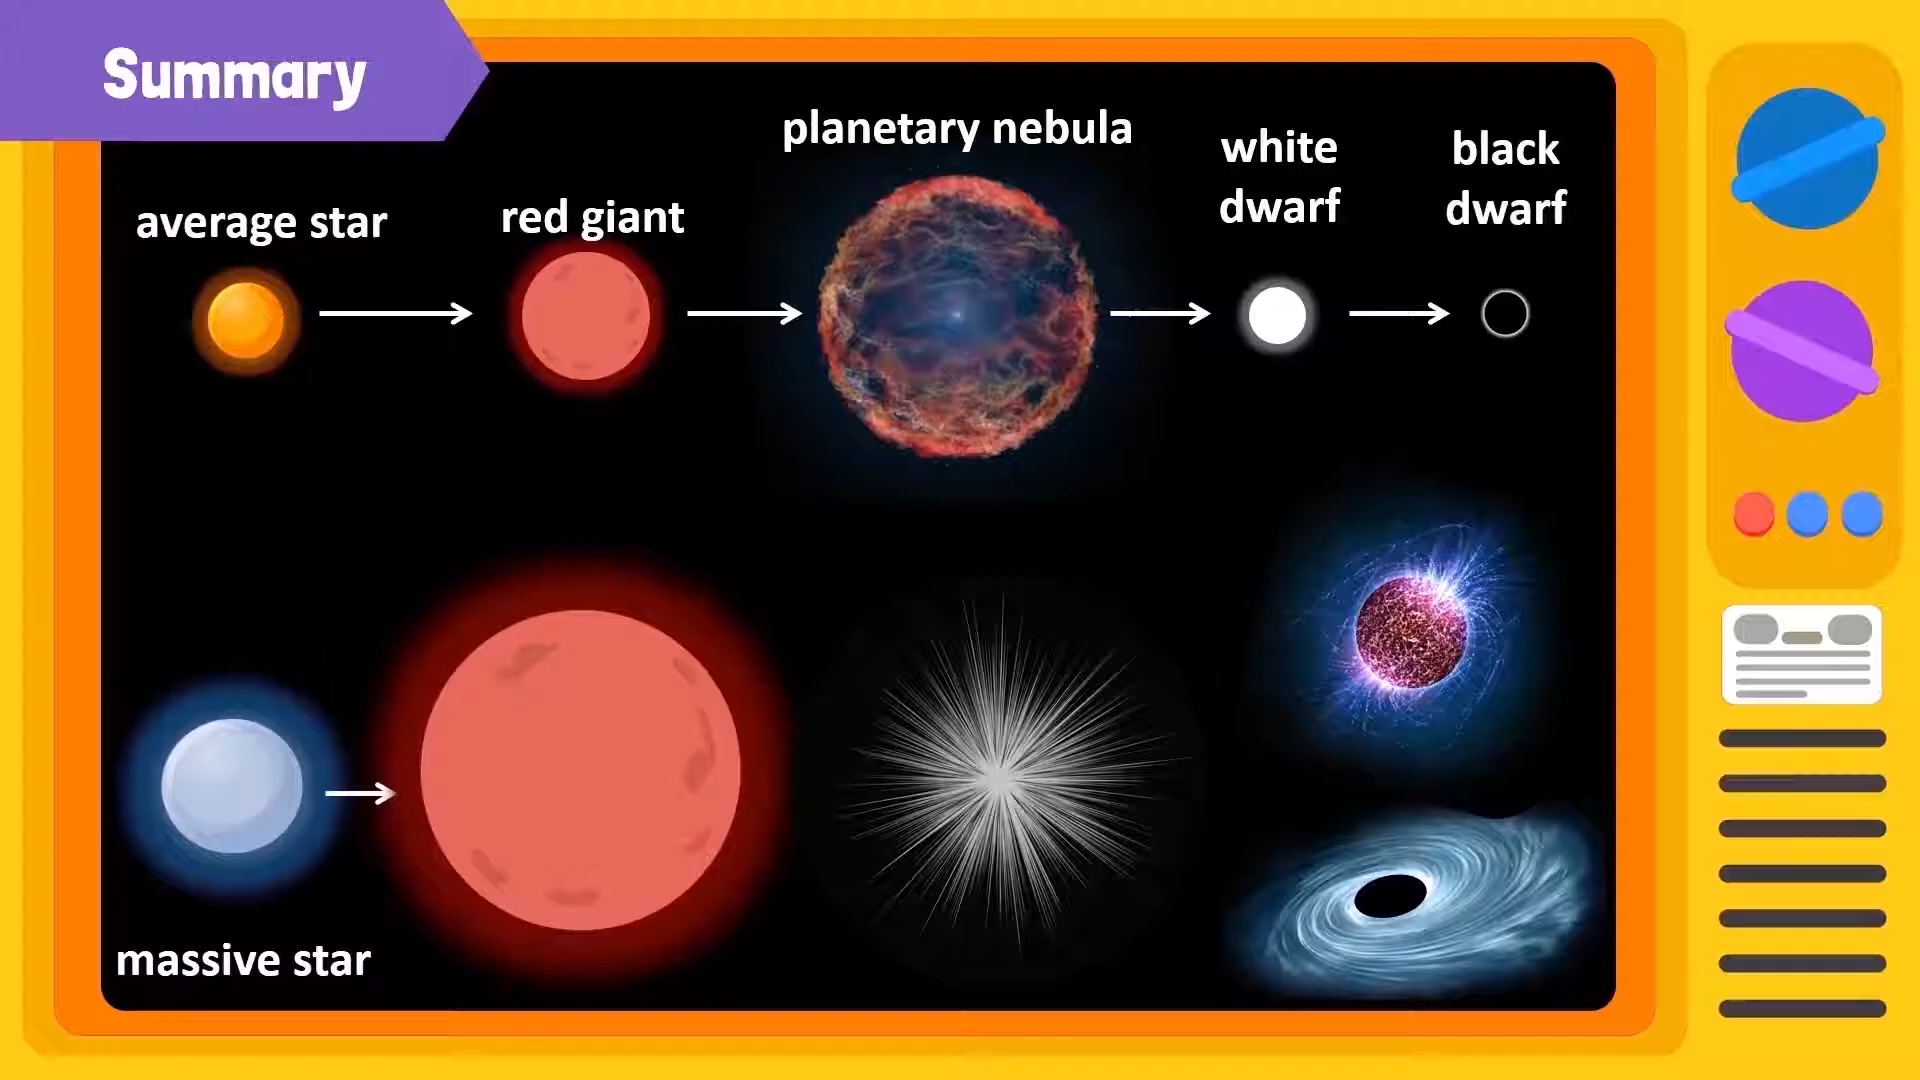 Summary
planetary nebula
white
dwarf
black
dwarf
average star
red giant
massive star